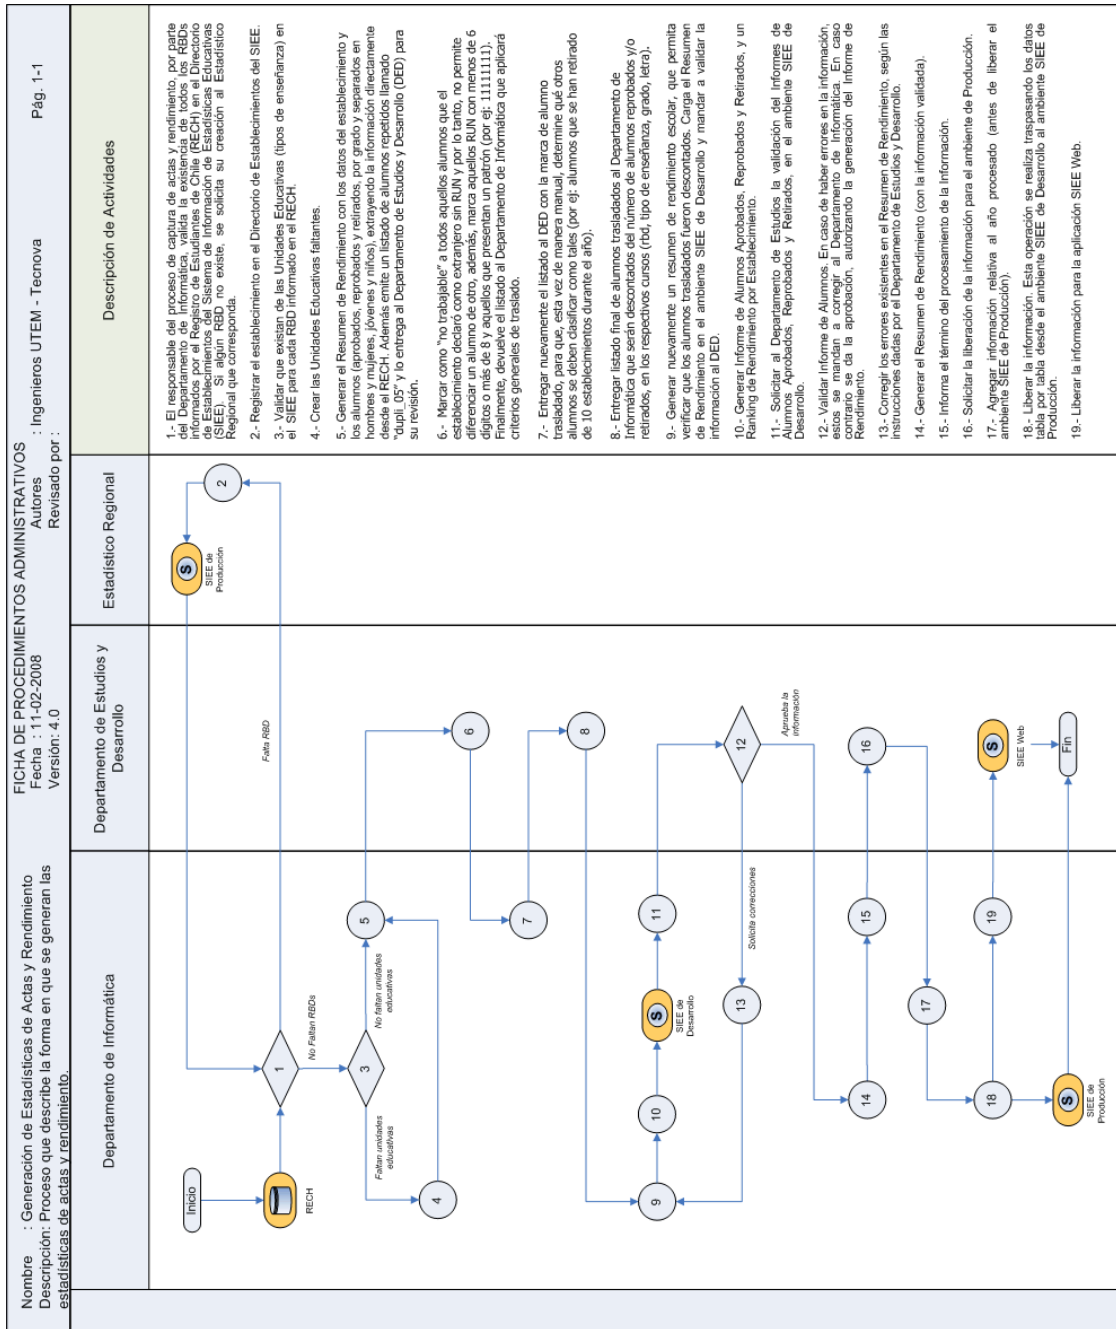 Nombre : Generación de Estadísticas de Actas y Rendimiento
Descripción: Proceso que describe la forma en que se generan las
estadísticas de actas y rendimiento.
FICHA DE PROCEDIMIENTOS ADMINISTRATIVOS
Fecha : 11-02-2008
Versión: 4.0
Autores : Ingenieros UTEM - Tecnova
Revisado por :
Pág. 1-1
Departamento de Informática
Departamento de Estudios y
Desarrollo
Estadístico Regional
Descripción de Actividades
Inicio
RECH
1
Falta RBD
2
S
SIEE de
Producción
No Faltan RBDs
3
Faltan unidades
educativas
No faltan unidades
educativas
4
5
6
7
8
9
10
S
SIEE de
Desarrollo
11
12
Solicita correcciones
Aprueba la
información
13
14
15
16
17
18
19
S
SIEE Web
S
SIEE de
Producción
Fin
1.- El responsable del proceso de captura de actas y rendimiento, por parte
del Departamento de Informática, valida la existencia de todos los RBDs
informados por el Registro de Estudiantes de Chile (RECH) en el Directorio
de Establecimientos del Sistema de Información de Estadísticas Educativas
(SIEE). Si algún RBD no existe, se solicita su creación al Estadístico
Regional que corresponda.
2.- Registrar el establecimiento en el Directorio de Establecimientos del SIEE.
3.- Validar que existan de las Unidades Educativas (tipos de enseñanza) en
el SIEE para cada RBD informado en el RECH.
4.- Crear las Unidades Educativas faltantes.
5.- Generar el Resumen de Rendimiento con los datos del establecimiento y
los alumnos (aprobados, reprobados y retirados, por grado y separados en
hombres y mujeres, jóvenes y niños), extrayendo la información directamente
desde el RECH. Además emite un listado de alumnos repetidos llamado
"dupli_05" y lo entrega al Departamento de Estudios y Desarrollo (DED) para
su revisión.
6.- Marcar como "no trabajable" a todos aquellos alumnos que el
establecimiento declaró como extranjero sin RUN y por lo tanto, no permite
diferenciar un alumno de otro, además, marca aquellos RUN con menos de 6
dígitos o más de 8 y aquellos que presentan un patrón (por ej: 11111111).
Finalmente, devuelve el listado al Departamento de Informática que aplicará
criterios generales de traslado.
7.- Entregar nuevamente el listado al DED con la marca de alumno
trasladado, para que, esta vez de manera manual, determine qué otros
alumnos se deben clasificar como tales (por ej: alumnos que se han retirado
de 10 establecimientos durante el año).
8.- Entregar listado final de alumnos trasladados al Departamento de
Informática que serán descontados del número de alumnos reprobados y/o
retirados, en los respectivos cursos (rbd, tipo de enseñanza, grado, letra).
9.- Generar nuevamente un resumen de rendimiento escolar, que permita
verificar que los alumnos trasladados fueron descontados. Carga el Resumen
de Rendimiento en el ambiente SIEE de Desarrollo y mandar a validar la
información al DED.
10.- Generar Informe de Alumnos Aprobados, Reprobados y Retirados, y un
Ranking de Rendimiento por Establecimiento.
11.- Solicitar al Departamento de Estudios la validación del Informes de
Alumnos Aprobados, Reprobados y Retirados, en el ambiente SIEE de
Desarrollo.
12.- Validar Informe de Alumnos. En caso de haber errores en la información,
estos se mandan a corregir al Departamento de Informática. En caso
contrario se da la aprobación, autorizando la generación del Informe de
Rendimiento.
13.- Corregir los errores existentes en el Resumen de Rendimiento, según las
instrucciones dadas por el Departamento de Estudios y Desarrollo.
14.- Generar el Resumen de Rendimiento (con la información validada).
15.- Informa el término del procesamiento de la Información.
16.- Solicitar la liberación de la información para el ambiente de Producción.
17.- Agregar información relativa al año procesado (antes de liberar el
ambiente SIEE de Producción).
18.- Liberar la información. Esta operación se realiza traspasando los datos
tabla por tabla desde el ambiente SIEE de Desarrollo al ambiente SIEE de
Producción.
19.- Liberar la información para la aplicación SIEE Web.